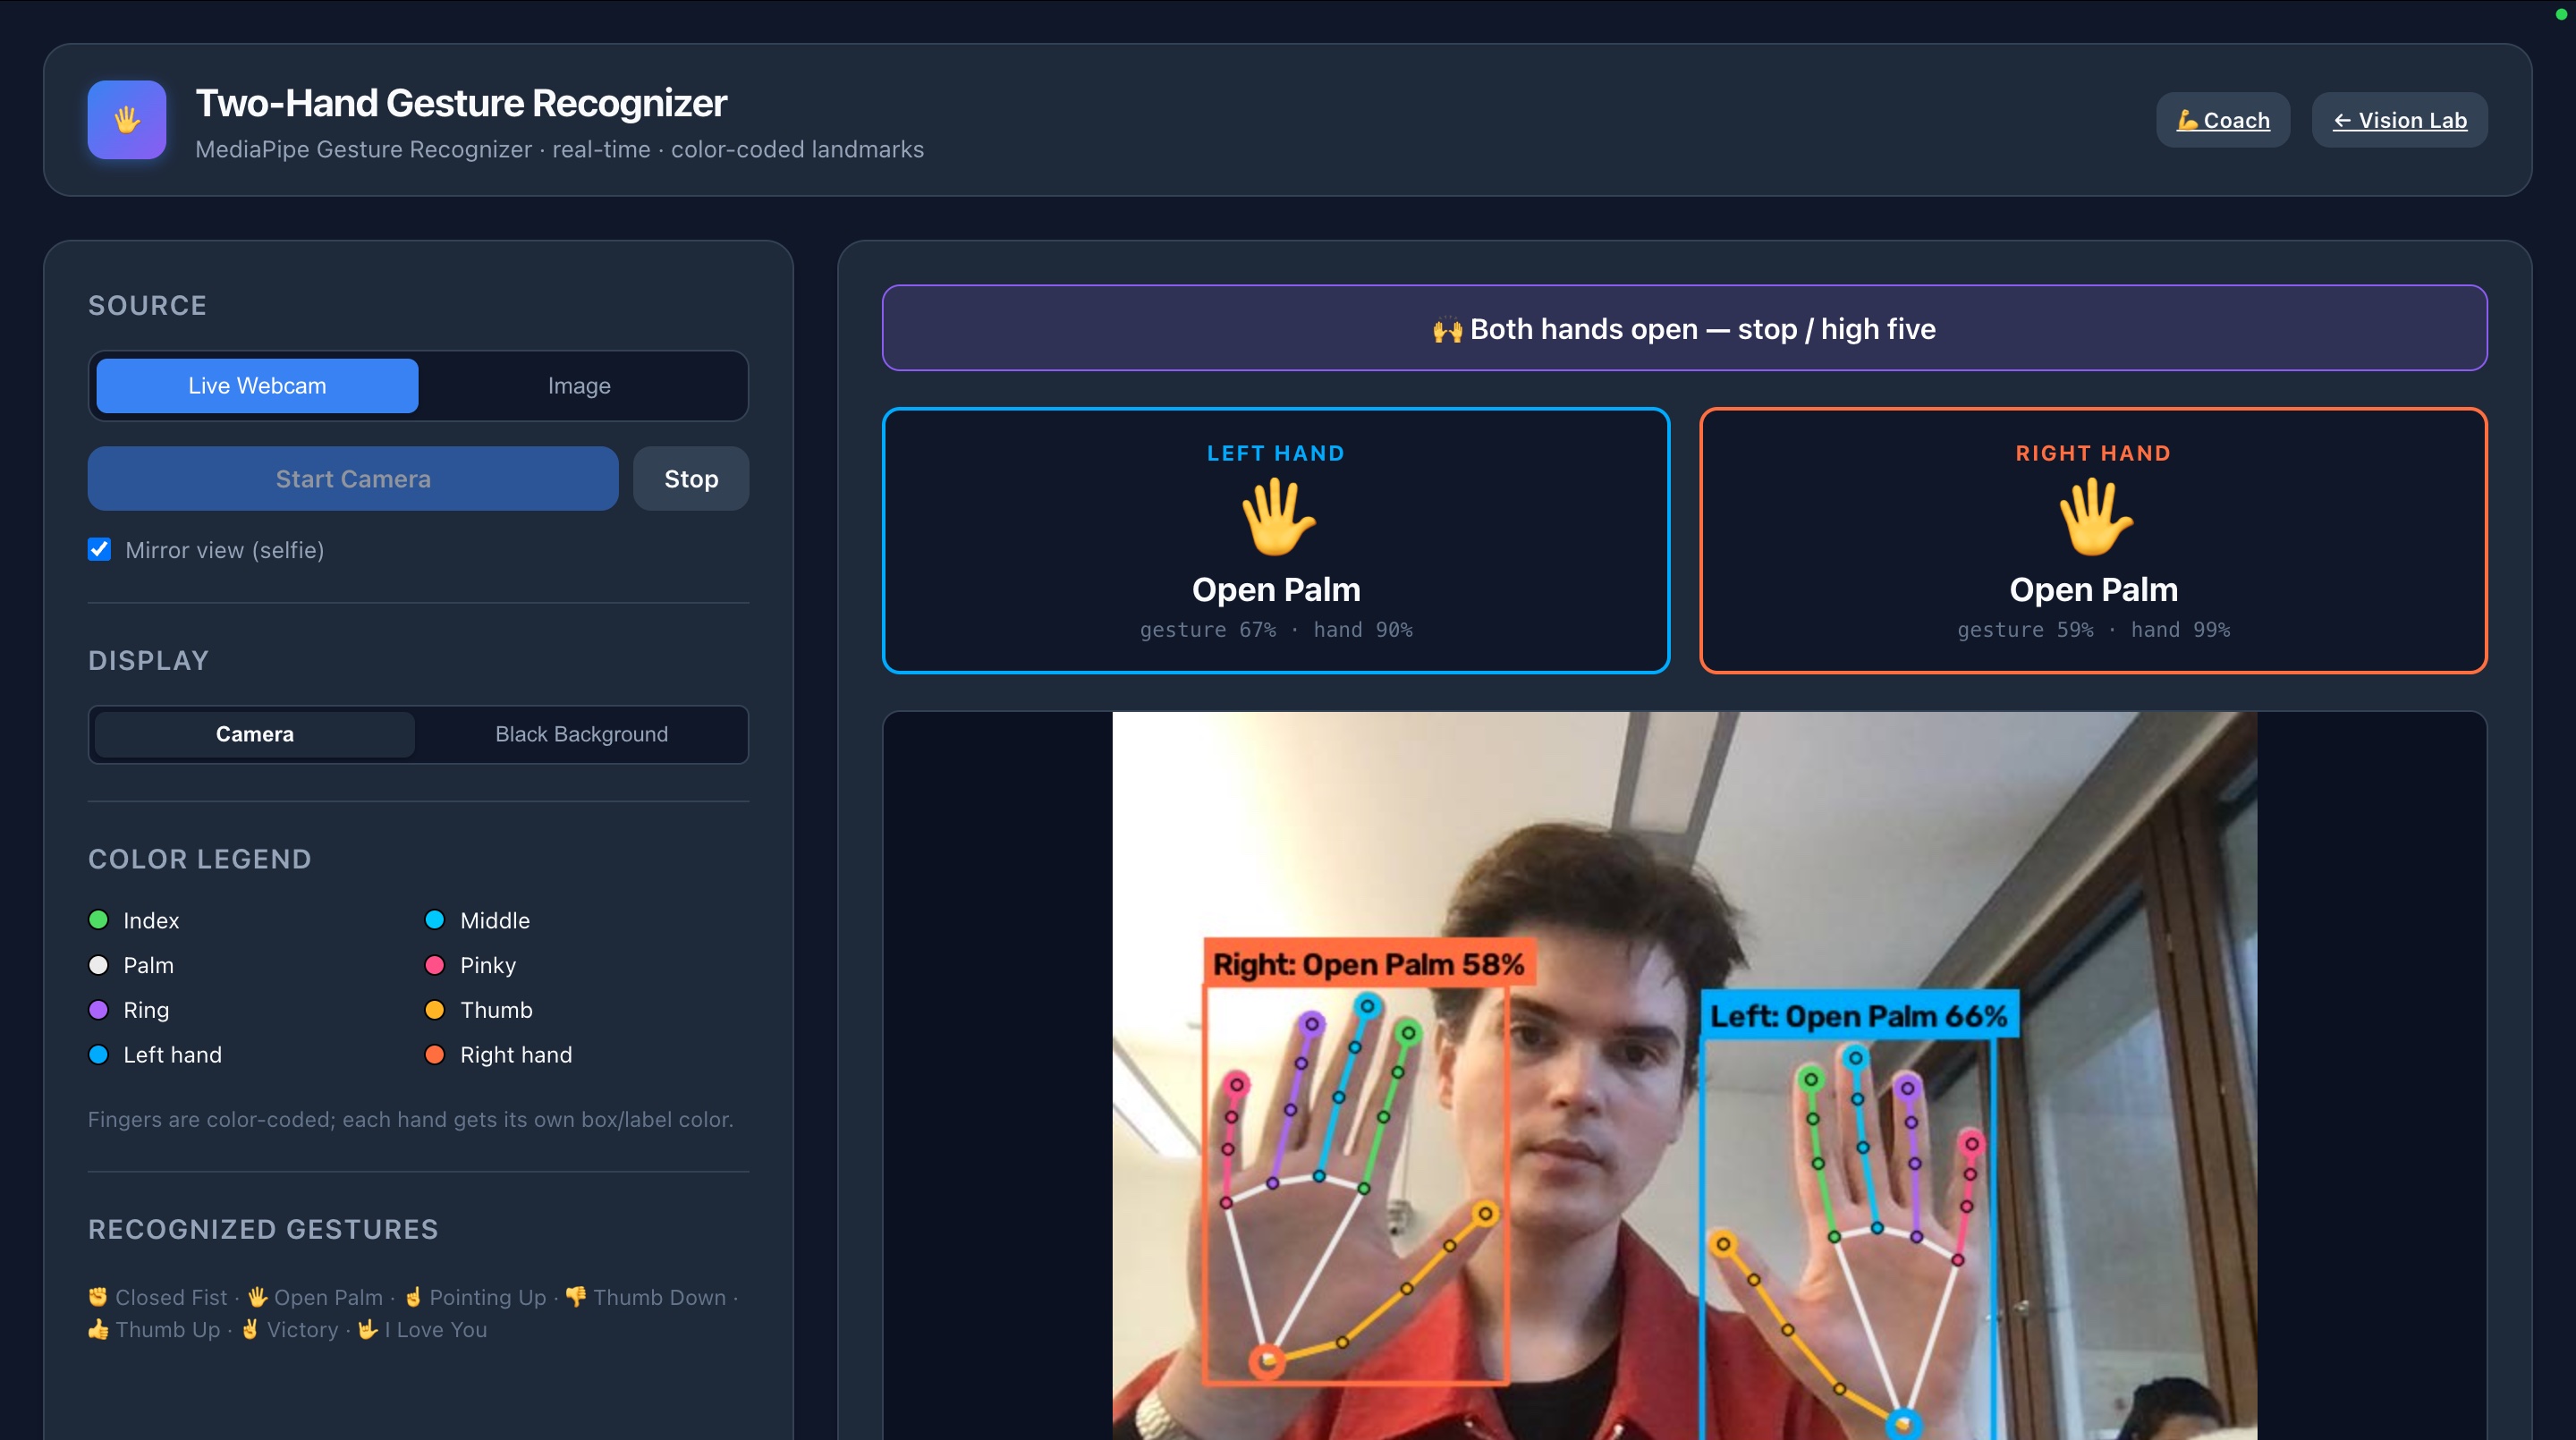 Two-Hand Gesture Recognizer
MediaPipe Gesture Recognizer · real-time · color-coded landmarks
💪 Coach
← Vision Lab
SOURCE
Live Webcam
Image
Start Camera
Stop
Mirror view (selfie)
DISPLAY
Camera
Black Background
COLOR LEGEND
Index
Middle
Palm
Pinky
Ring
Thumb
Left hand
Right hand
Fingers are color-coded; each hand gets its own box/label color.
RECOGNIZED GESTURES
✊ Closed Fist · 🖐 Open Palm · ☝ Pointing Up · 👎 Thumb Down ·
👍 Thumb Up · ✌ Victory · 🤟 I Love You
🙌 Both hands open — stop / high five
LEFT HAND
Open Palm
gesture 67% · hand 90%
RIGHT HAND
Open Palm
gesture 59% · hand 99%
Right: Open Palm 58%
Left: Open Palm 66%